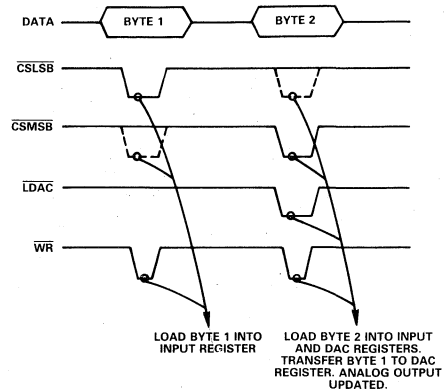 DATA
BYTE 1
BYTE 2
CSLSB
CSMSB
LDAC
WR
LOAD BYTE 1 INTO
INPUT REGISTER
LOAD BYTE 2 INTO INPUT
AND DAC REGISTERS.
TRANSFER BYTE 1 TO DAC
REGISTER. ANALOG OUTPUT
UPDATED.